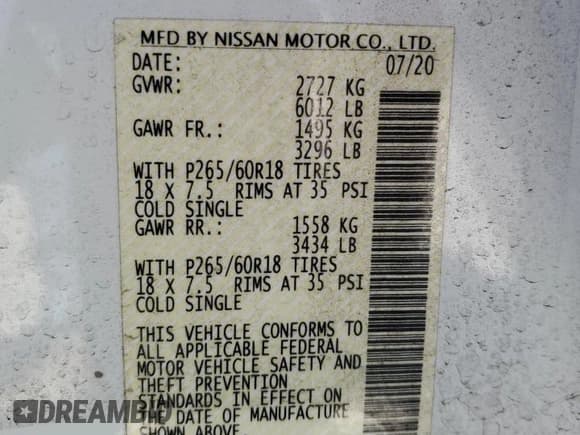 MFD BY NISSAN MOTOR CO., LTD.
DATE: 07/20
GVWR: 2727 KG
6012 LB
GAWR FR.: 1495 KG
3296 LB
WITH P265/60R18 TIRES
18 X 7.5 RIMS AT 35 PSI
COLD SINGLE
GAWR RR.: 1558 KG
3434 LB
WITH P265/60R18 TIRES
18 X 7.5 RIMS AT 35 PSI
COLD SINGLE
THIS VEHICLE CONFORMS TO
ALL APPLICABLE FEDERAL
MOTOR VEHICLE SAFETY AND
THEFT PREVENTION
STANDARDS IN EFFECT ON
THE DATE OF MANUFACTURE
SHOWN ABOVE.
DREAMBID